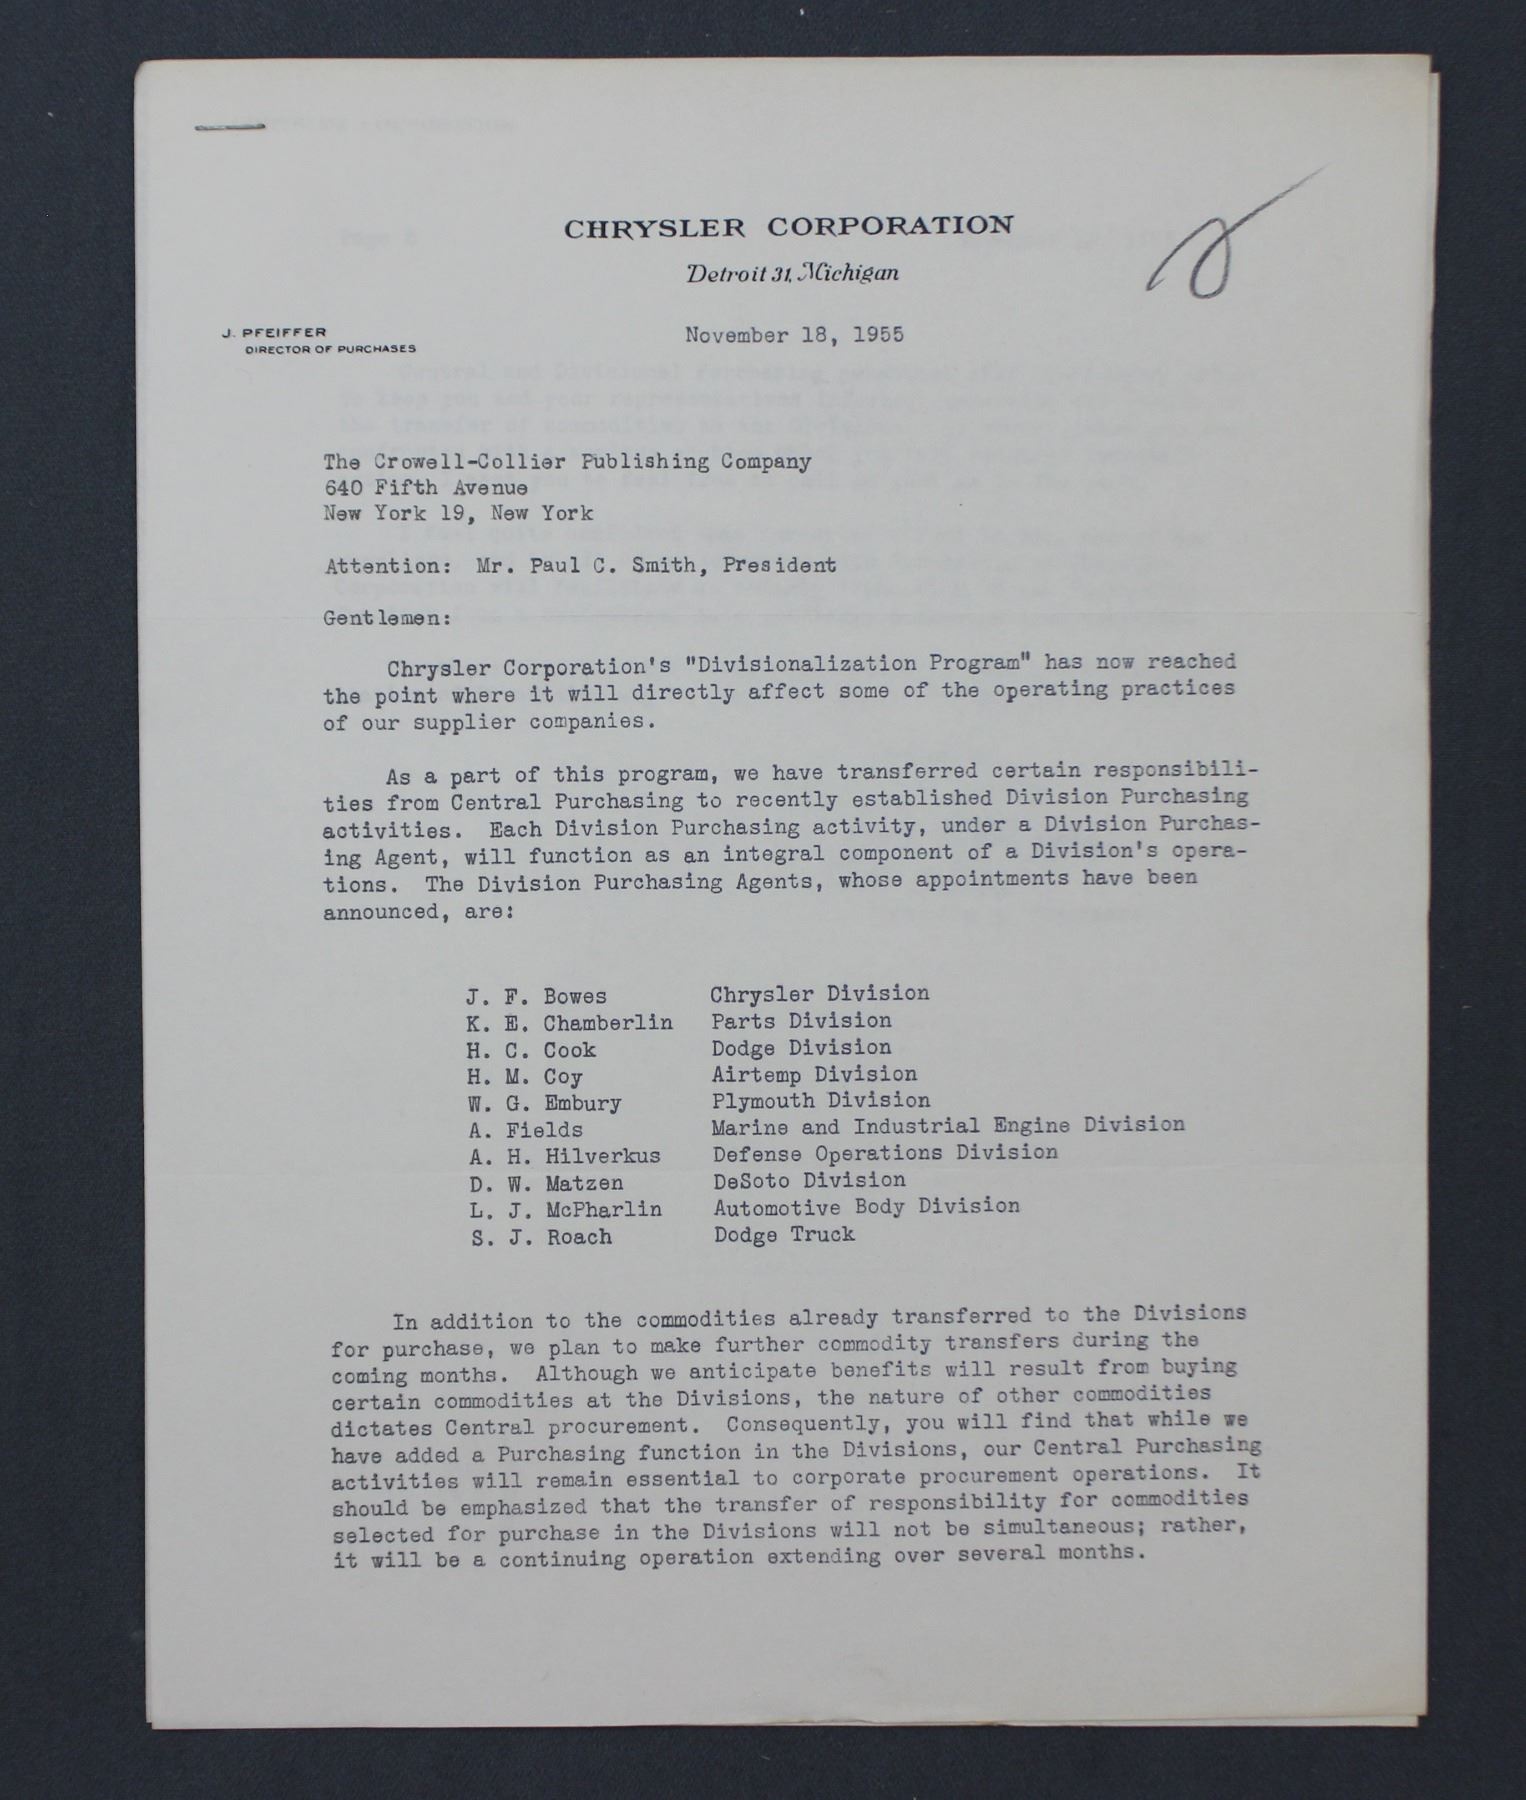 CHRYSLER CORPORATION
Detroit 31, Michigan
J. PFEIFFER
DIRECTOR OF PURCHASES
November 18, 1955
The Crowell-Collier Publishing Company
640 Fifth Avenue
New York 19, New York
Attention: Mr. Paul C. Smith, President
Gentlemen:
Chrysler Corporation's "Divisionalization Program" has now reached
the point where it will directly affect some of the operating practices
of our supplier companies.
As a part of this program, we have transferred certain responsibili-
ties from Central Purchasing to recently established Division Purchasing
activities. Each Division Purchasing activity, under a Division Purchas-
ing Agent, will function as an integral component of a Division's opera-
tions. The Division Purchasing Agents, whose appointments have been
announced, are:
J. F. Bowes Chrysler Division
K. E. Chamberlin Parts Division
H. C. Cook Dodge Division
H. M. Coy Airtemp Division
W. G. Embury Plymouth Division
A. Fields Marine and Industrial Engine Division
A. H. Hilverkus Defense Operations Division
D. W. Matzen DeSoto Division
L. J. McPharlin Automotive Body Division
S. J. Roach Dodge Truck
In addition to the commodities already transferred to the Divisions
for purchase, we plan to make further commodity transfers during the
coming months. Although we anticipate benefits will result from buying
certain commodities at the Divisions, the nature of other commodities
dictates Central procurement. Consequently, you will find that while we
have added a Purchasing function in the Divisions, our Central Purchasing
activities will remain essential to corporate procurement operations. It
should be emphasized that the transfer of responsibility for commodities
selected for purchase in the Divisions will not be simultaneous; rather,
it will be a continuing operation extending over several months.